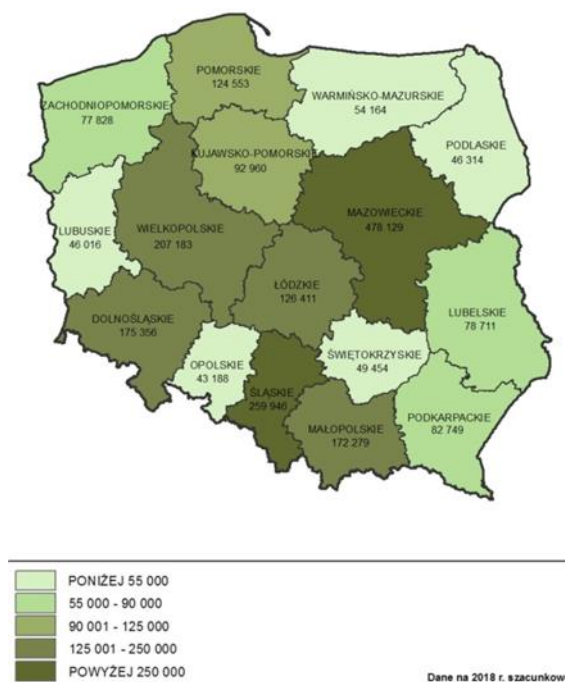 POMORSKIE
124 553
WARMIŃSKO-MAZURSKIE
54 164
ZACHODNIOPOMORSKIE
77 828
PODLASKIE
46 314
KUJAWSKO-POMORSKIE
92 960
MAZOWIECKIE
478 129
LUBUSKIE
46 016
WIELKOPOLSKIE
207 183
ŁÓDZKIE
126 411
LUBELSKIE
78 711
DOLNOŚLĄSKIE
175 356
OPOLSKIE
43 188
ŚWIĘTOKRZYSKIE
49 454
ŚLĄSKIE
259 946
MAŁOPOLSKIE
172 279
PODKARPACKIE
82 749
PONIŻEJ 55 000
55 000 - 90 000
90 001 - 125 000
125 001 - 250 000
POWYŻEJ 250 000
Dane na 2018 r. szacunkow